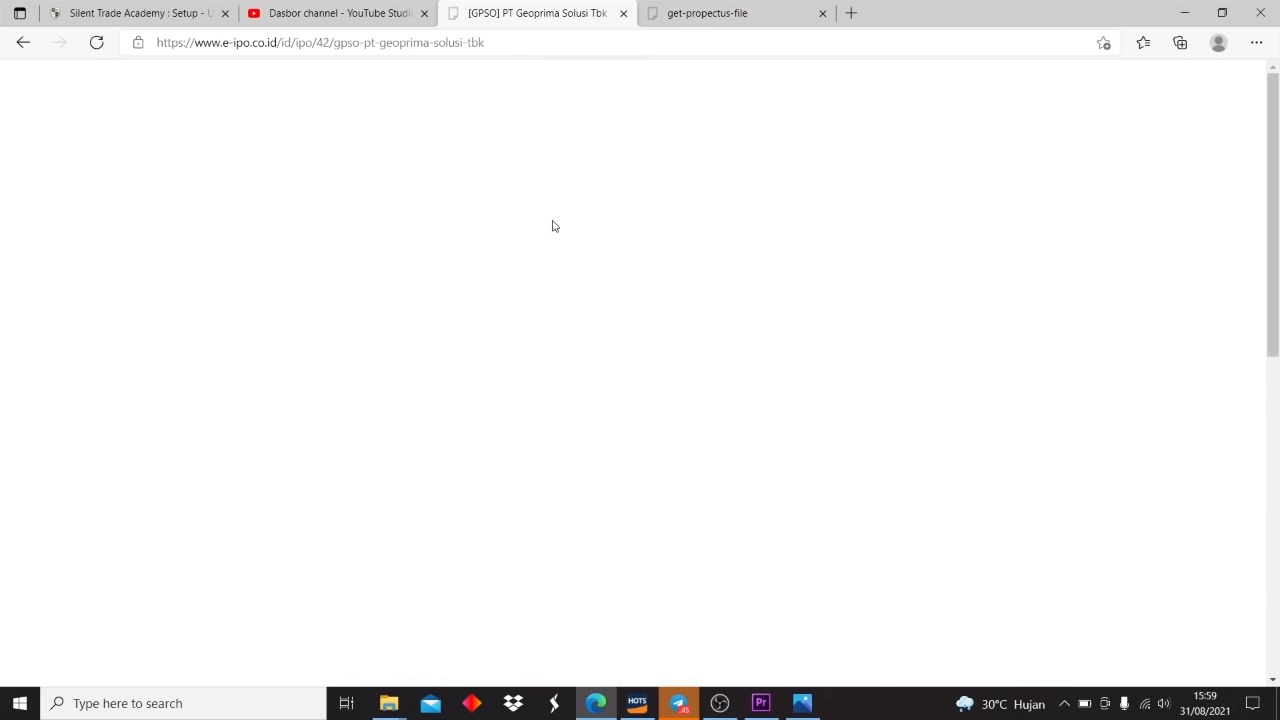 Silent Trade Academy : Setup - U
Dasbor channel - YouTube Studi
[GPSO] PT Geoprima Solusi Tbk -
get-propectus-file
https://www.e-ipo.co.id/id/ipo/42/gpso-pt-geoprima-solusi-tbk
Type here to search
HOTS
45
Pr
30°C Hujan
15:59
31/08/2021